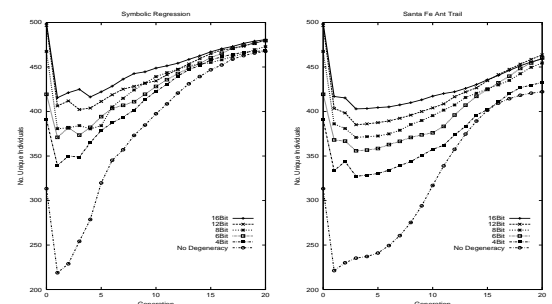 Symbolic Regression
500
450
400
350
300
250
200
No. Unique Individuals
16Bit
12Bit
8Bit
6Bit
4Bit
No Degeneracy
0 5 10 15 20
Generation
Santa Fe Ant Trail
500
450
400
350
300
250
200
No. Unique Individuals
16Bit
12Bit
8Bit
6Bit
4Bit
No Degeneracy
0 5 10 15 20
Generation